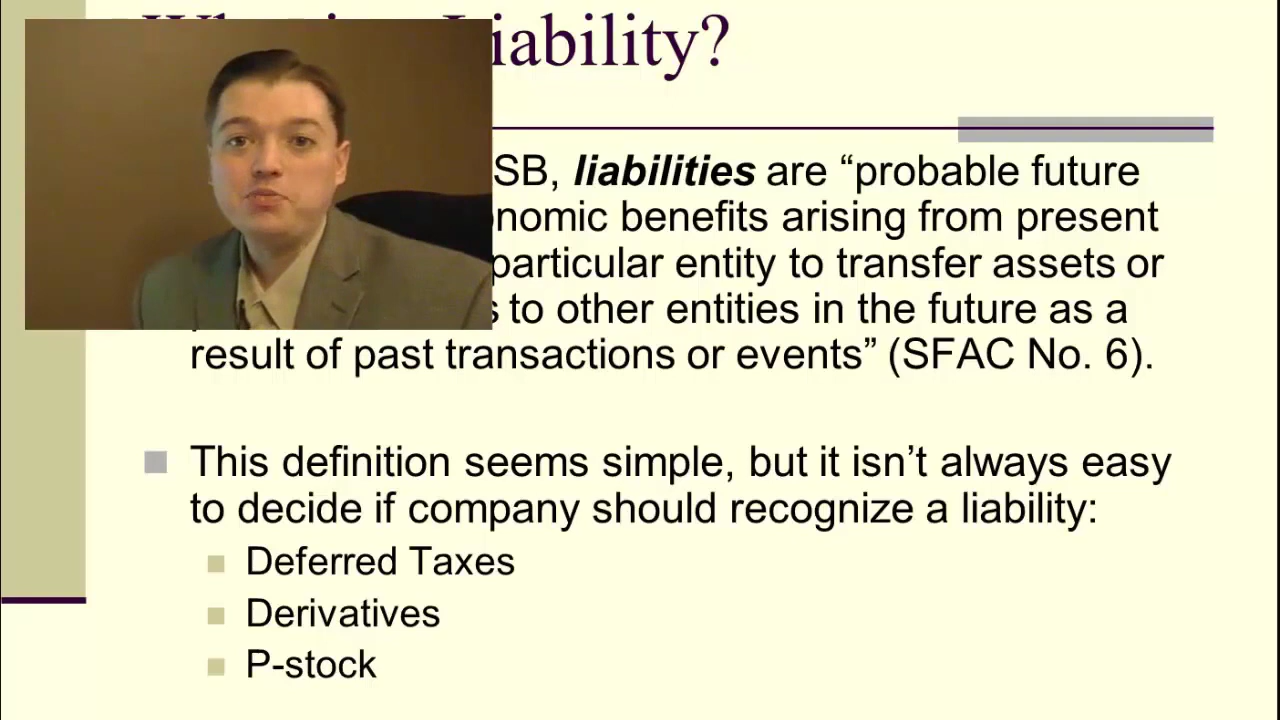 iability?
SB, liabilities are “probable future
nomic benefits arising from present
particular entity to transfer assets or
s to other entities in the future as a
result of past transactions or events” (SFAC No. 6).
This definition seems simple, but it isn’t always easy
to decide if company should recognize a liability:
Deferred Taxes
Derivatives
P-stock